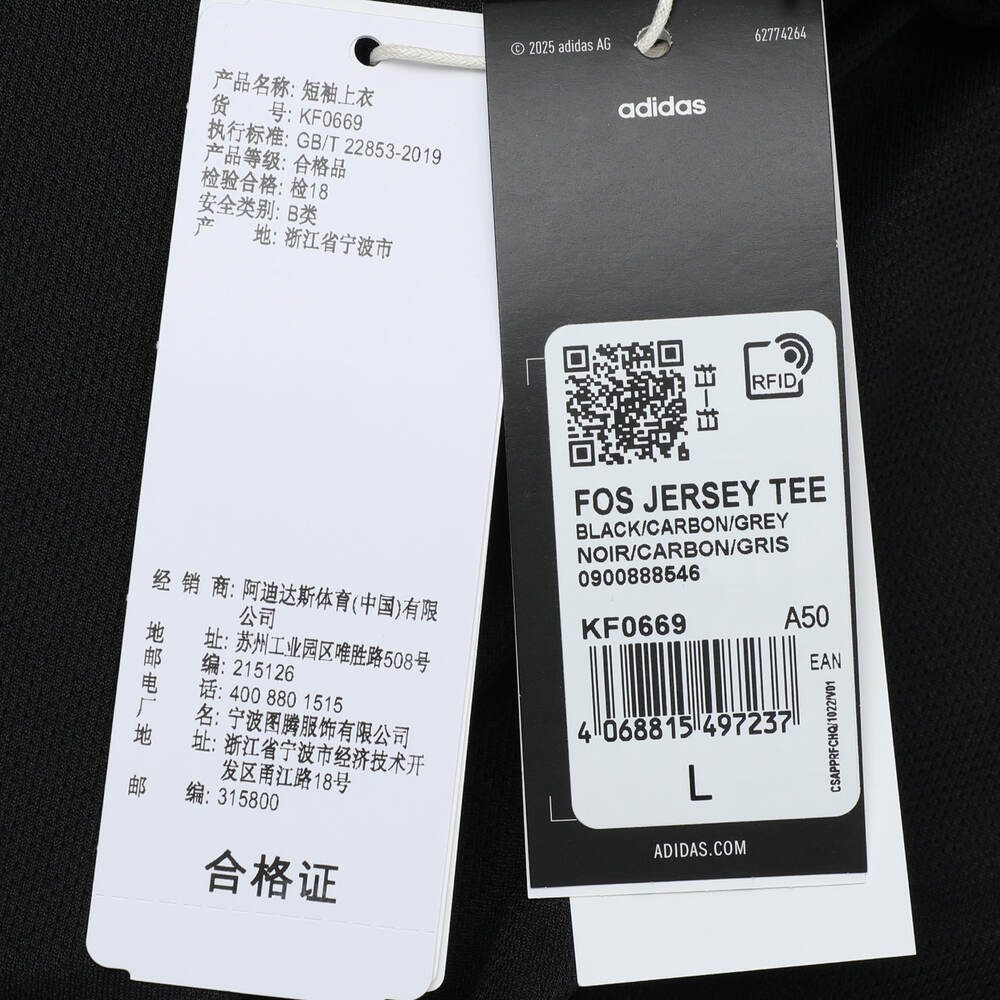 产品名称: 短袖上衣
货 号: KF0669
执行标准: GB/T 22853-2019
产品等级: 合格品
检验合格: 检18
安全类别: B类
产 地: 浙江省宁波市
经 销 商: 阿迪达斯体育(中国)有限
公司
地 址: 苏州工业园区唯胜路508号
邮 编: 215126
电 话: 400 880 1515
厂 名: 宁波图腾服饰有限公司
地 址: 浙江省宁波市经济技术开
发区甬江路18号
邮 编: 315800
合格证
© 2025 adidas AG
62774264
adidas
扫一扫
RFID
FOS JERSEY TEE
BLACK/CARBON/GREY
NOIR/CARBON/GRIS
0900888546
KF0669 A50
EAN
4 068815 497237
CSAPPRFCHQ/1022/V01
L
ADIDAS.COM